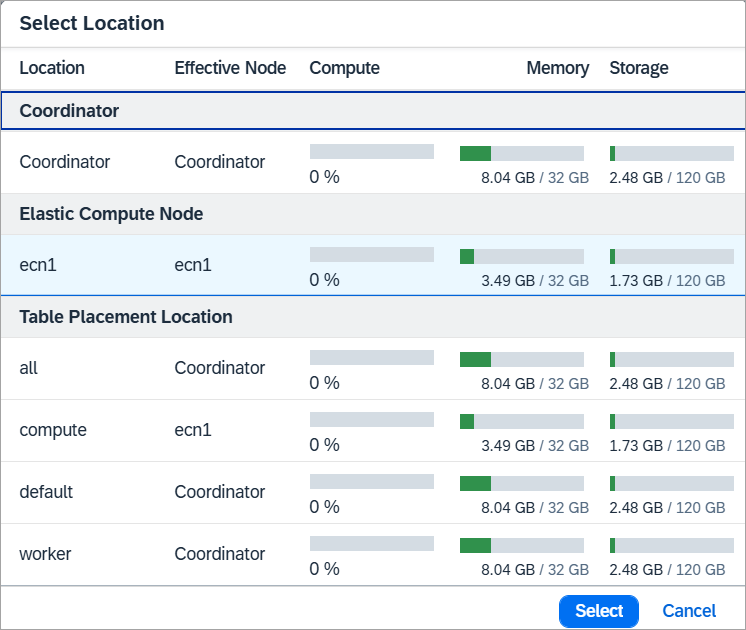 Select Location
Location Effective Node Compute Memory Storage
Coordinator
Coordinator Coordinator 0 % 8.04 GB / 32 GB 2.48 GB / 120 GB
Elastic Compute Node
ecn1 ecn1 0 % 3.49 GB / 32 GB 1.73 GB / 120 GB
Table Placement Location
all Coordinator 0 % 8.04 GB / 32 GB 2.48 GB / 120 GB
compute ecn1 0 % 3.49 GB / 32 GB 1.73 GB / 120 GB
default Coordinator 0 % 8.04 GB / 32 GB 2.48 GB / 120 GB
worker Coordinator 0 % 8.04 GB / 32 GB 2.48 GB / 120 GB
Select Cancel